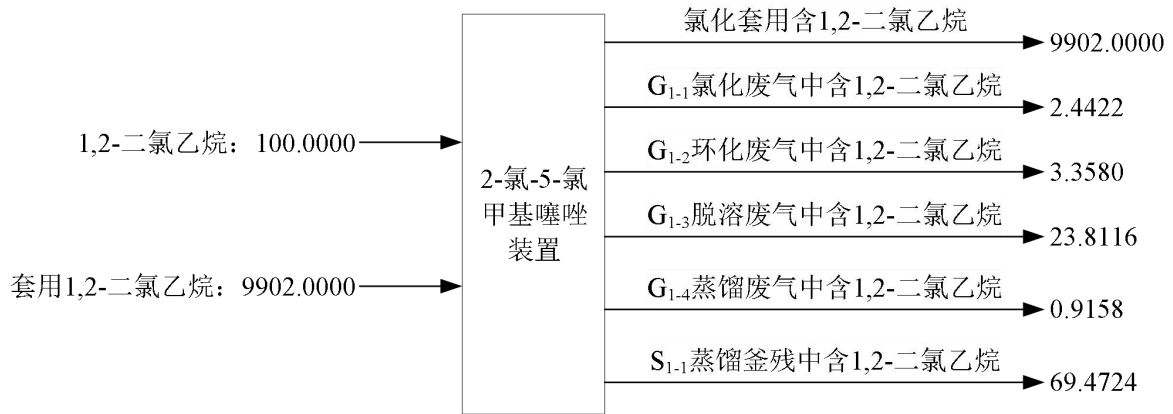 氯化套用含1,2-二氯乙烷
9902.0000
G1-1氯化废气中含1,2-二氯乙烷
2.4422
1,2-二氯乙烷：100.0000
G1-2环化废气中含1,2-二氯乙烷
3.3580
2-氯-5-氯
甲基噻唑
装置
G1-3脱溶废气中含1,2-二氯乙烷
23.8116
套用1,2-二氯乙烷：9902.0000
G1-4蒸馏废气中含1,2-二氯乙烷
0.9158
S1-1蒸馏釜残中含1,2-二氯乙烷
69.4724